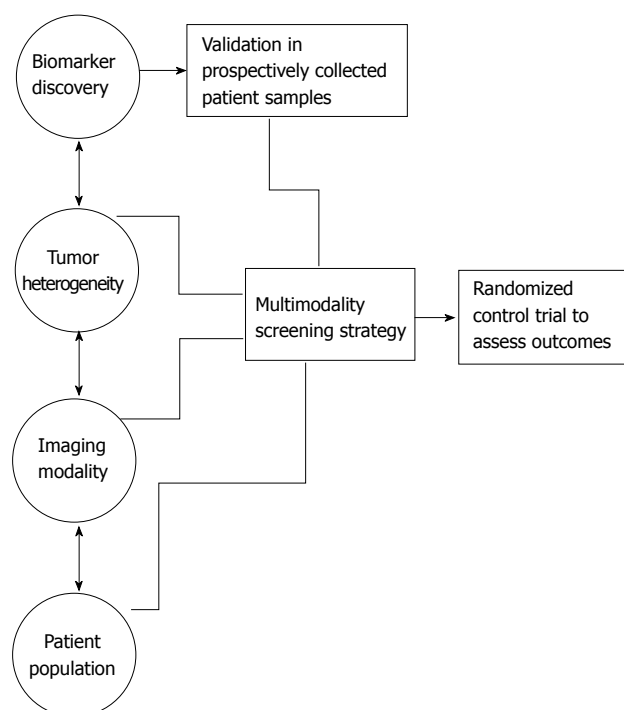 Biomarker
discovery
Validation in
prospectively collected
patient samples
Tumor
heterogeneity
Multimodality
screening strategy
Randomized
control trial to
assess outcomes
Imaging
modality
Patient
population